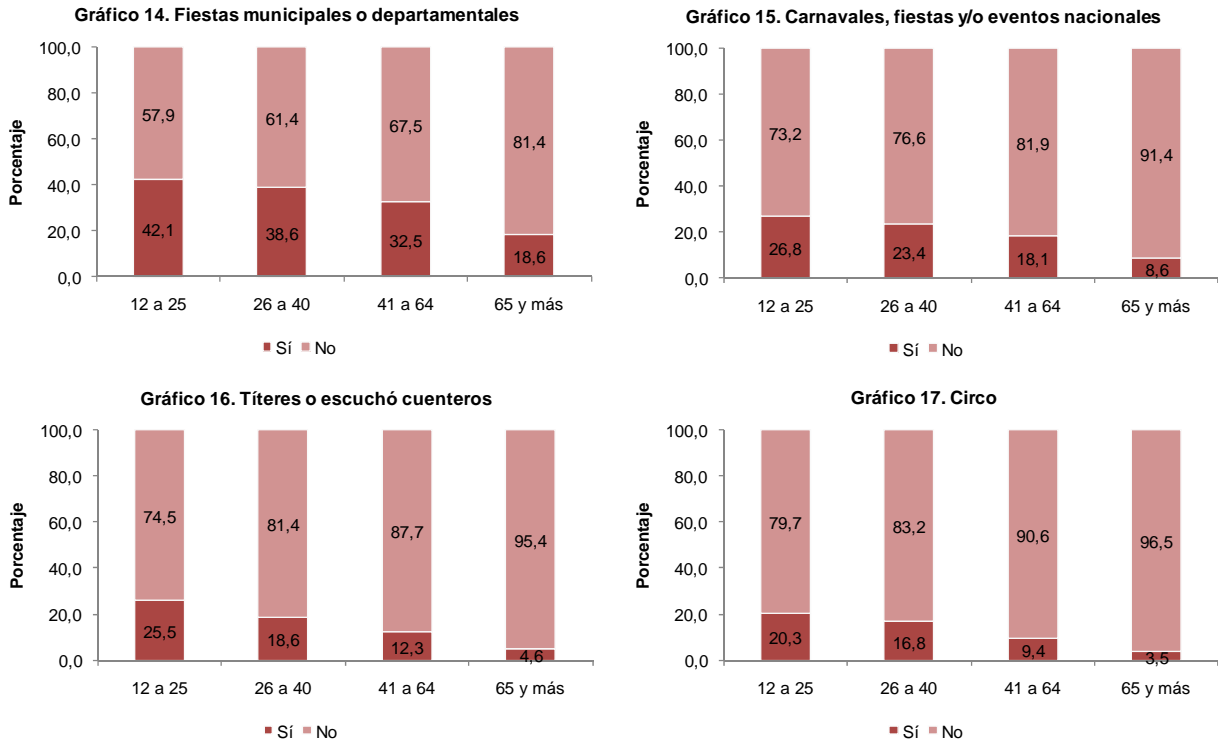 Gráfico 14. Fiestas municipales o departamentales
Porcentaje
100,0
80,0
60,0
40,0
20,0
0,0
57,9 61,4 67,5 81,4
42,1 38,6 32,5 18,6
12 a 25 26 a 40 41 a 64 65 y más
Sí No
Gráfico 15. Carnavales, fiestas y/o eventos nacionales
Porcentaje
100,0
80,0
60,0
40,0
20,0
0,0
73,2 76,6 81,9 91,4
26,8 23,4 18,1 8,6
12 a 25 26 a 40 41 a 64 65 y más
Sí No
Gráfico 16. Títeres o escuchó cuenteros
Porcentaje
100,0
80,0
60,0
40,0
20,0
0,0
74,5 81,4 87,7 95,4
25,5 18,6 12,3 4,6
12 a 25 26 a 40 41 a 64 65 y más
Sí No
Gráfico 17. Circo
Porcentaje
100,0
80,0
60,0
40,0
20,0
0,0
79,7 83,2 90,6 96,5
20,3 16,8 9,4 3,5
12 a 25 26 a 40 41 a 64 65 y más
Sí No